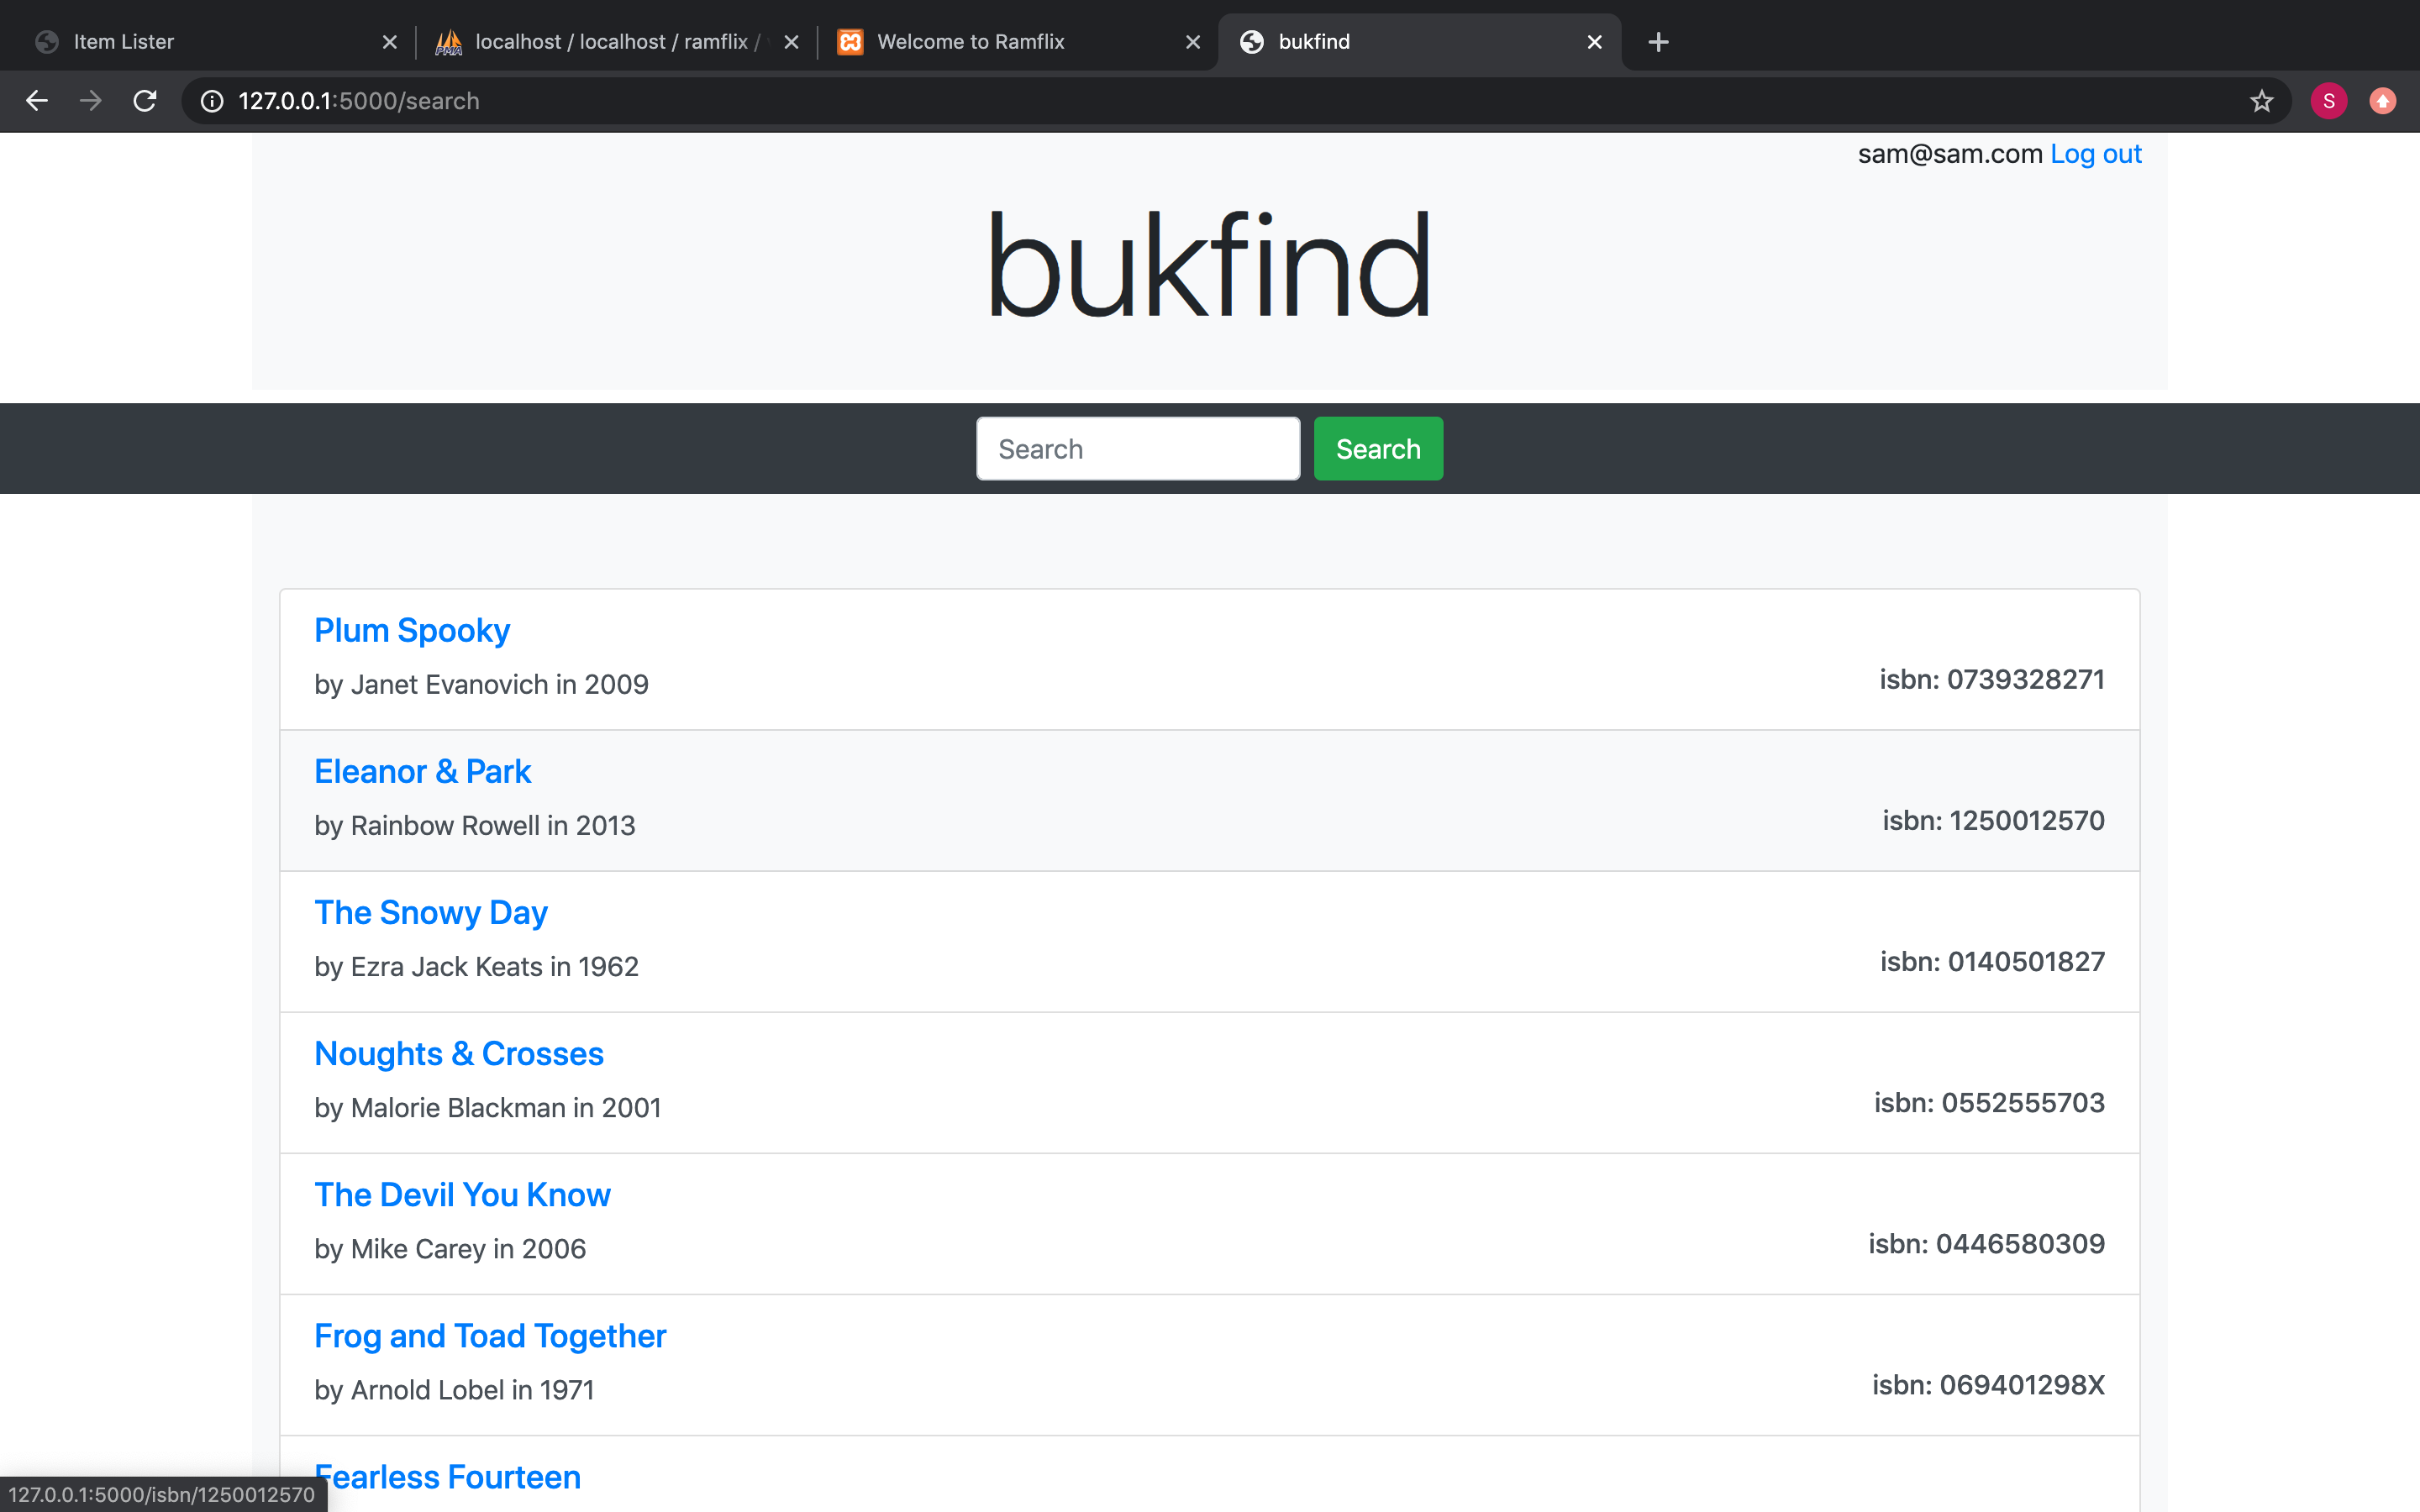 Item Lister
localhost / localhost / ramflix /
Welcome to Ramflix
bukfind
127.0.0.1:5000/search
S
sam@sam.com Log out
bukfind
Search Search
Plum Spooky
by Janet Evanovich in 2009
isbn: 0739328271
Eleanor & Park
by Rainbow Rowell in 2013
isbn: 1250012570
The Snowy Day
by Ezra Jack Keats in 1962
isbn: 0140501827
Noughts & Crosses
by Malorie Blackman in 2001
isbn: 0552555703
The Devil You Know
by Mike Carey in 2006
isbn: 0446580309
Frog and Toad Together
by Arnold Lobel in 1971
isbn: 069401298X
Fearless Fourteen
127.0.0.1:5000/isbn/1250012570